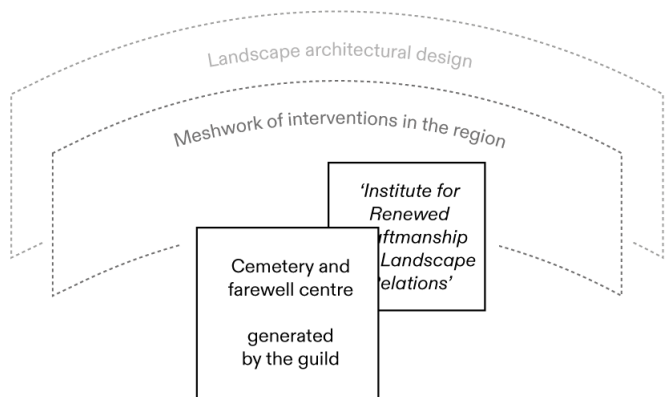 Landscape architectural design
Meshwork of interventions in the region
‘Institute for
Renewed
Landscape
Cemetery and
farewell centre
generated
by the guild